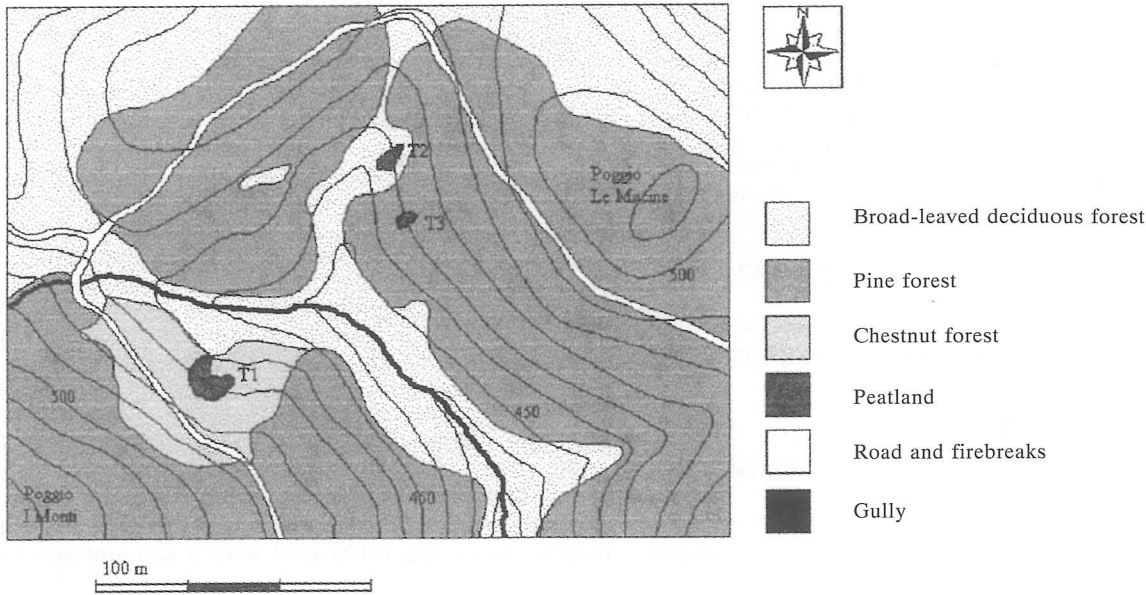 N
T2
Poggio
Le Macine
T3
500
T1
500
450
450
Poggio
I Monti
100 m
Broad-leaved deciduous forest
Pine forest
Chestnut forest
Peatland
Road and firebreaks
Gully